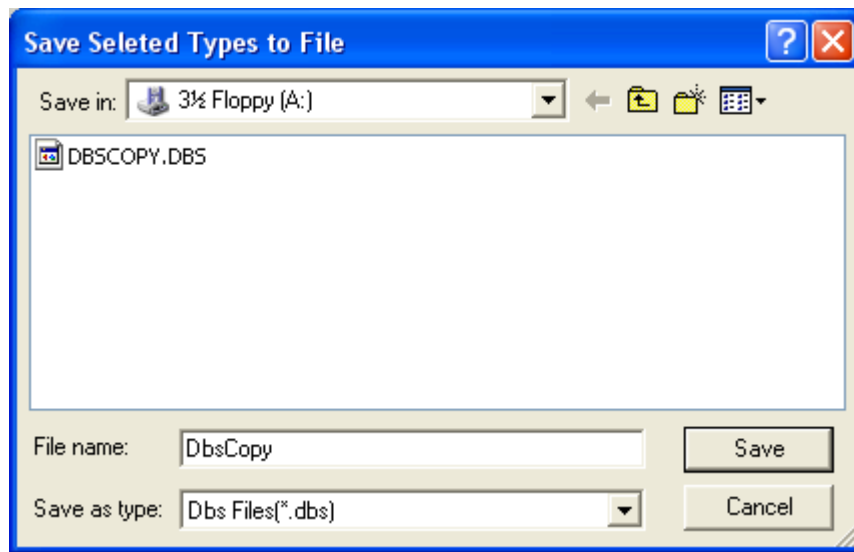 Save Seleted Types to File
Save in: 3½ Floppy (A:)
DBSCOPY.DBS
File name: DbsCopy Save
Save as type: Dbs Files(*.dbs) Cancel